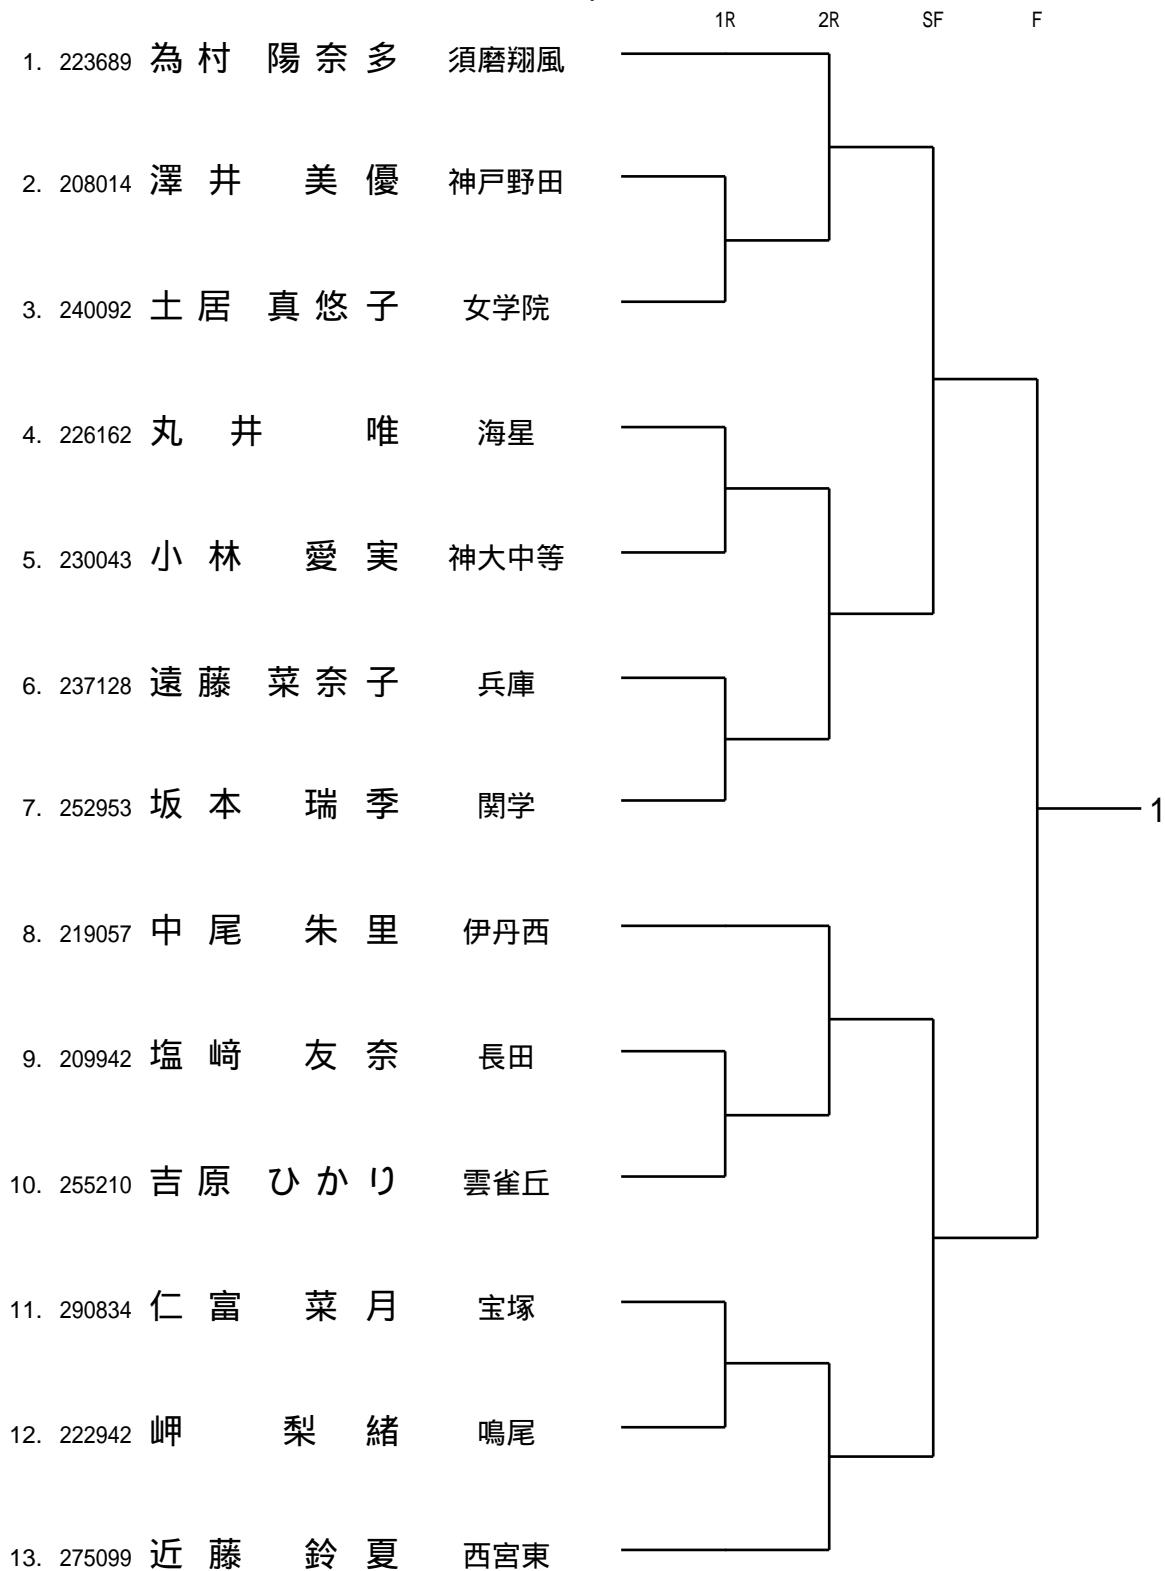 1R 2R SF F
1. 223689 為村 陽奈多 須磨翔風
2. 208014 澤井 美優 神戸野田
3. 240092 土居 真悠子 女学院
4. 226162 丸井 唯 海星
5. 230043 小林 愛実 神大中等
6. 237128 遠藤 菜奈子 兵庫
7. 252953 坂本 瑞季 関学
1
8. 219057 中尾 朱里 伊丹西
9. 209942 塩﨑 友奈 長田
10. 255210 吉原 ひかり 雲雀丘
11. 290834 仁富 菜月 宝塚
12. 222942 岬 梨緒 鳴尾
13. 275099 近藤 鈴夏 西宮東